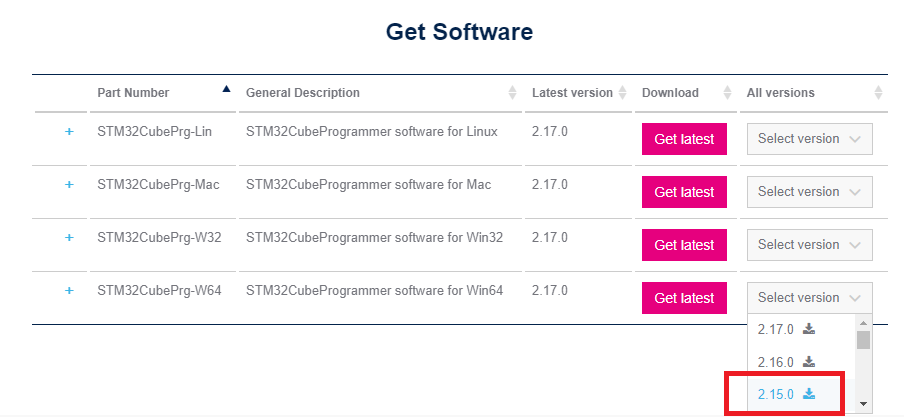 Get Software
Part Number General Description Latest version Download All versions
+ STM32CubePrg-Lin STM32CubeProgrammer software for Linux 2.17.0 Get latest Select version
+ STM32CubePrg-Mac STM32CubeProgrammer software for Mac 2.17.0 Get latest Select version
+ STM32CubePrg-W32 STM32CubeProgrammer software for Win32 2.17.0 Get latest Select version
+ STM32CubePrg-W64 STM32CubeProgrammer software for Win64 2.17.0 Get latest Select version
2.17.0
2.16.0
2.15.0